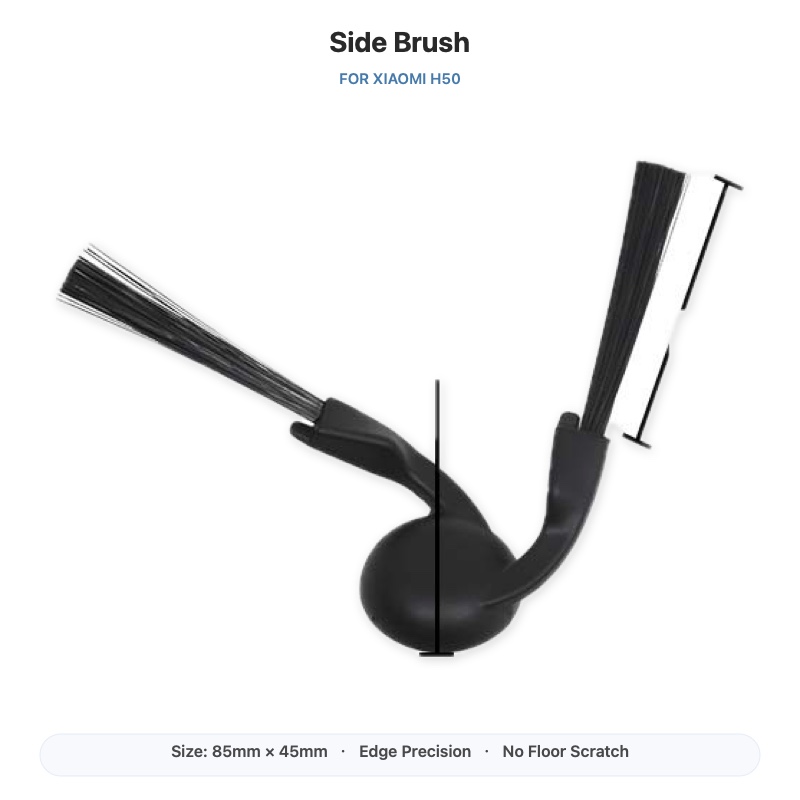 Side Brush
FOR XIAOMI H50
Size: 85mm × 45mm · Edge Precision · No Floor Scratch